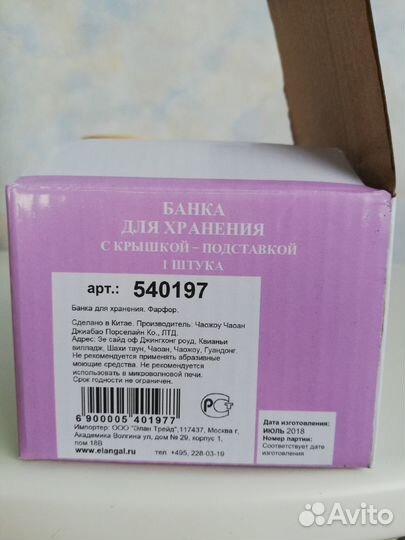 БАНКА
ДЛЯ ХРАНЕНИЯ
С КРЫШКОЙ – ПОДСТАВКОЙ
1 ШТУКА
арт.: 540197
Банка для хранения. Фарфор.
Сделано в Китае. Производитель: Чаожоу Чаоан
Джиабао Порселайн Ко., ЛТД.
Адрес: Зе сайд оф Джингхонг роуд, Квианьи
вилладж, Шахи таун, Чаоан, Чаожоу, Гуандонг.
Не рекомендуется применять абразивные
моющие средства. Не рекомендуется
использовать в микроволновой печи.
Срок годности не ограничен.
6 900005 401977
РСТ
Импортер: ООО "Элан Трейд",117437, Москва г,
Академика Волгина ул, дом № 29, корпус 1,
пом 18В
www.elangal.ru тел +495, 228-03-19
Дата изготовления:
ИЮЛЬ 2018
Номер партии:
Соответствует дате
изготовления
Avito